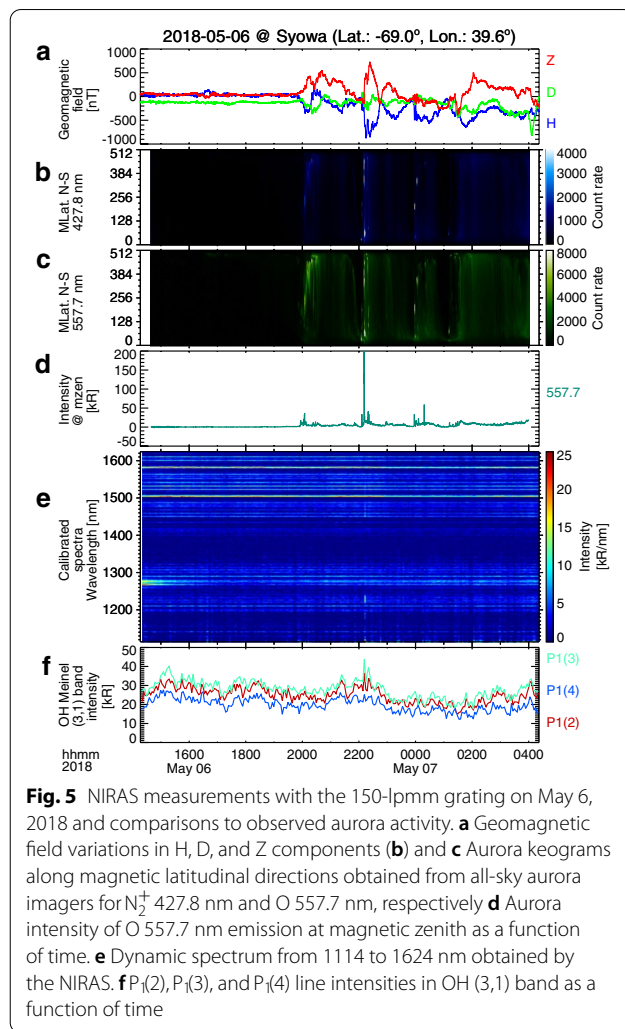 2018-05-06 @ Syowa (Lat.: -69.0º, Lon.: 39.6º)
a
Geomagnetic
field
[nT]
1000
500
0
-500
-1000
Z
D
H
b
MLat. N-S
427.8 nm
512
384
256
128
0
4000
3000
2000
1000
0
Count rate
c
MLat. N-S
557.7 nm
512
384
256
128
0
8000
6000
4000
2000
0
Count rate
d
Intensity
@ mzen
[kR]
200
150
100
50
0
-50
557.7
e
Calibrated
spectra
Wavelength [nm]
1600
1500
1400
1300
1200
25
20
15
10
5
0
Intensity
[kR/nm]
f
OH Meinel
(3,1) band
intensity
[kR]
50
40
30
20
10
0
P1(3)
P1(4)
P1(2)
hhmm
2018
1600 1800 2000 2200 -0000 0200 0400
May 06 May 07
Fig. 5 NIRAS measurements with the 150-lpmm grating on May 6,
2018 and comparisons to observed aurora activity. a Geomagnetic
field variations in H, D, and Z components (b) and c Aurora keograms
along magnetic latitudinal directions obtained from all-sky aurora
imagers for N₂⁺ 427.8 nm and O 557.7 nm, respectively d Aurora
intensity of O 557.7 nm emission at magnetic zenith as a function
of time. e Dynamic spectrum from 1114 to 1624 nm obtained by
the NIRAS. f P₁(2), P₁(3), and P₁(4) line intensities in OH (3,1) band as a
function of time